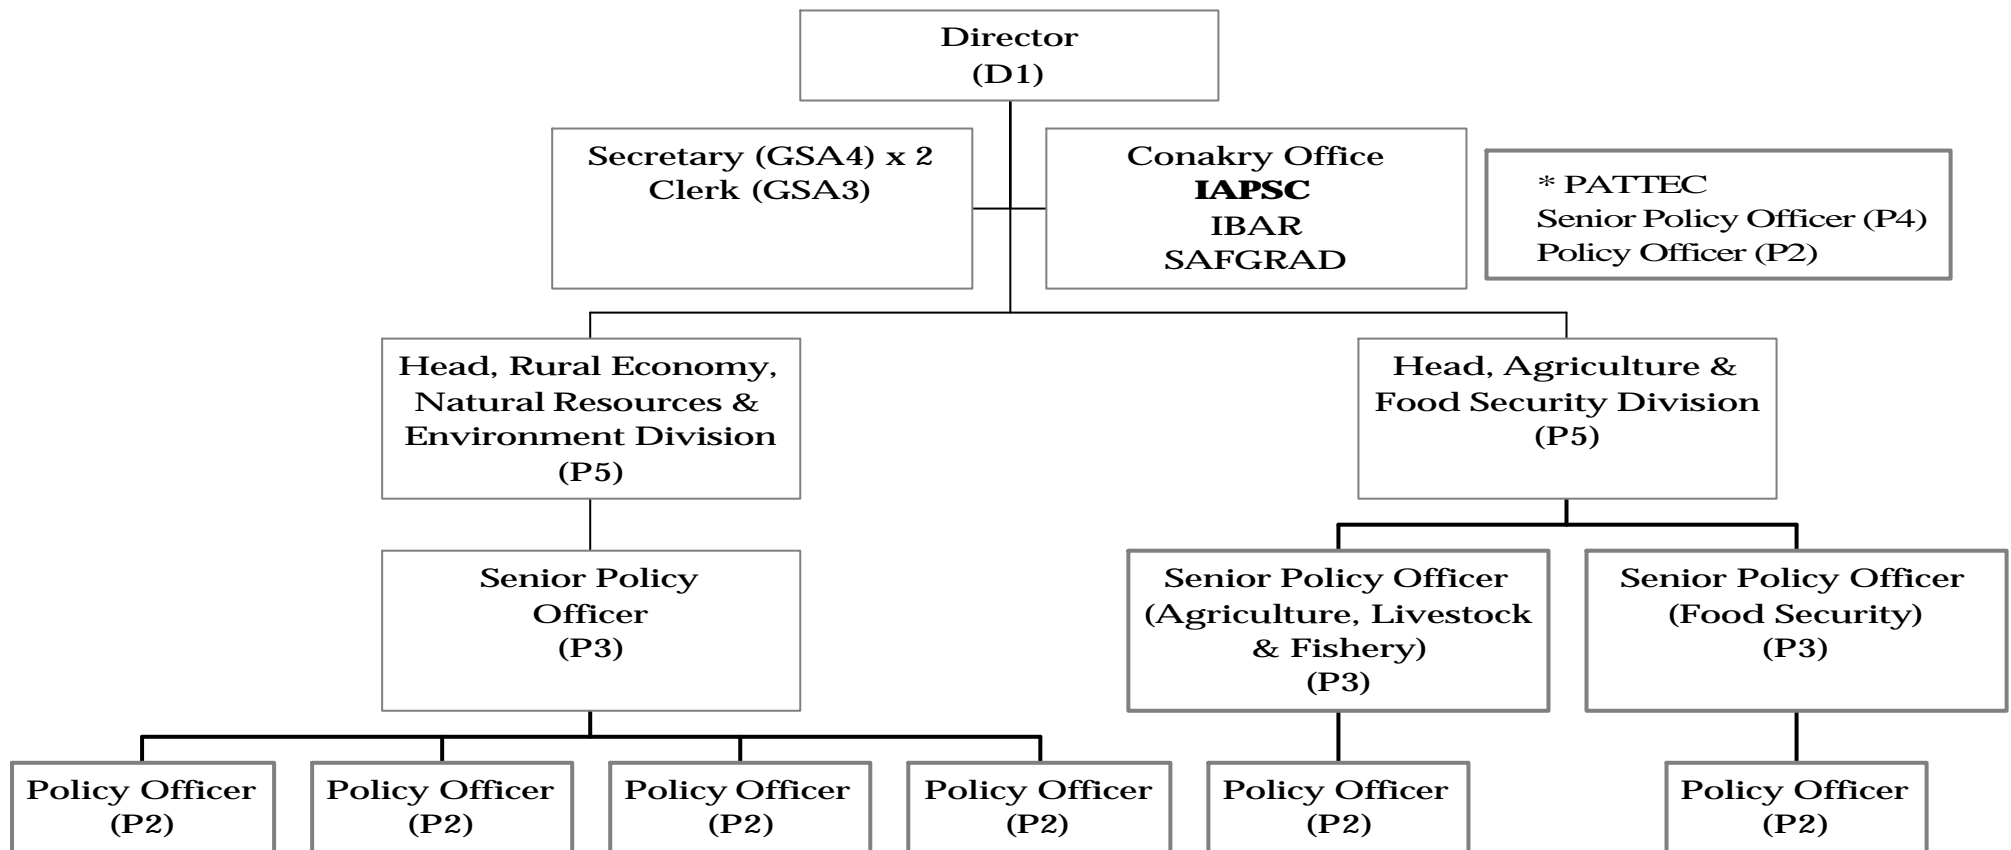 Director
(D1)
Secretary (GSA4) x 2
Clerk (GSA3)
Conakry Office
IAPSC
IBAR
SAFGRAD
* PATTEC
Senior Policy Officer (P4)
Policy Officer (P2)
Head, Rural Economy,
Natural Resources &
Environment Division
(P5)
Head, Agriculture &
Food Security Division
(P5)
Senior Policy
Officer
(P3)
Senior Policy Officer
(Agriculture, Livestock
& Fishery)
(P3)
Senior Policy Officer
(Food Security)
(P3)
Policy Officer
(P2)
Policy Officer
(P2)
Policy Officer
(P2)
Policy Officer
(P2)
Policy Officer
(P2)
Policy Officer
(P2)